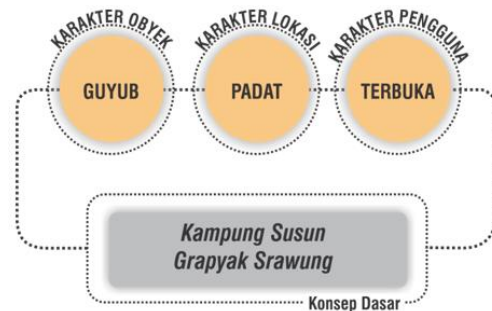 KARAKTER OBYEK
KARAKTER LOKASI
KARAKTER PENGGUNA
GUYUB
PADAT
TERBUKA
Kampung Susun
Grapyak Srawung
Konsep Dasar